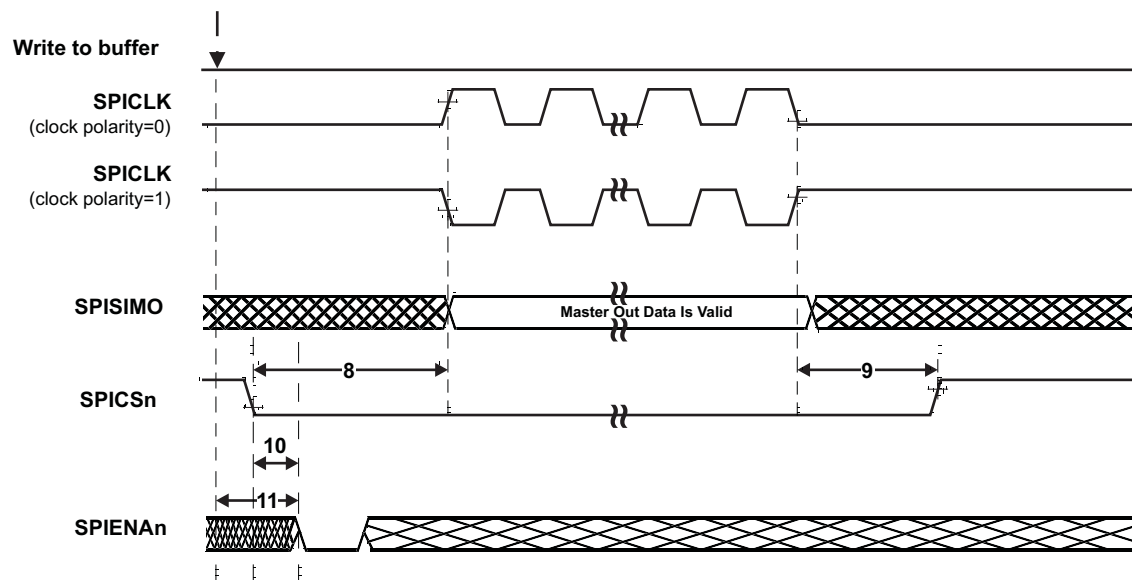 Write to buffer
SPICLK
(clock polarity=0)
SPICLK
(clock polarity=1)
SPISIMO
Master Out Data Is Valid
8
9
SPICSn
10
11
SPIENAn